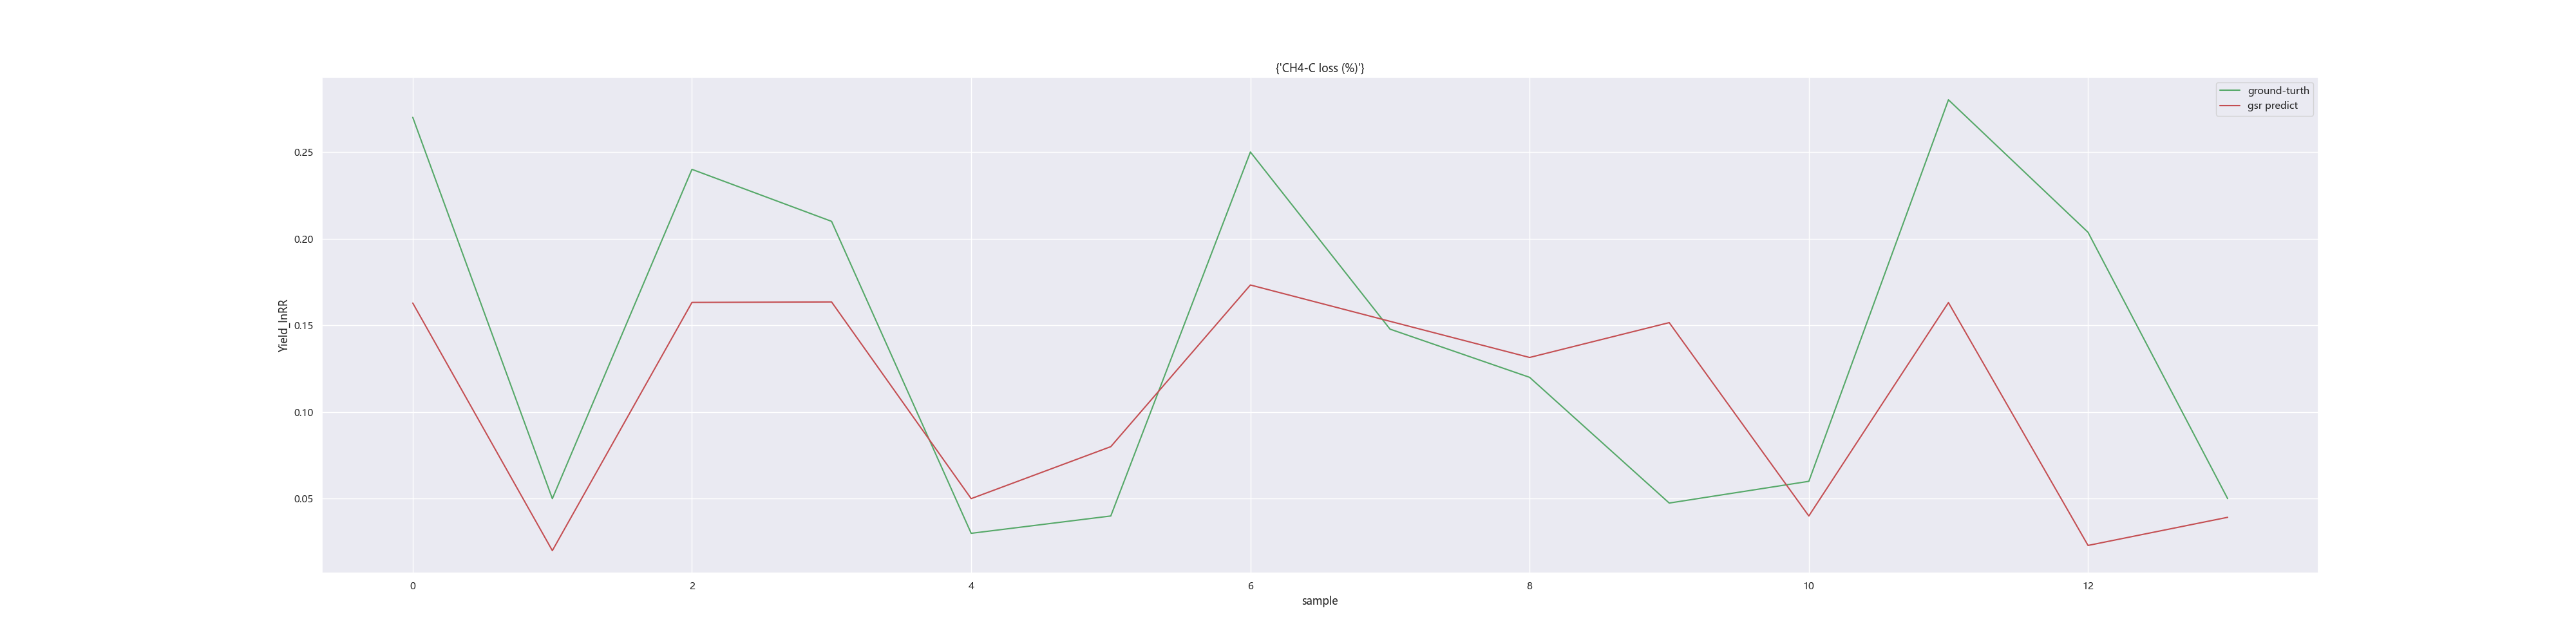 {'CH4-C loss (%)'}
ground-turth
gsr predict
Yield_lnRR
0.25
0.20
0.15
0.10
0.05
0 2 4 6 8 10 12
sample